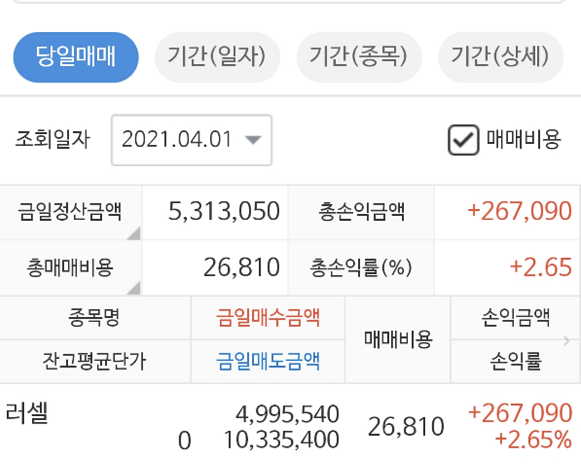 당일매매 기간(일자) 기간(종목) 기간(상세)
조회일자 2021.04.01 매매비용
금일정산금액 5,313,050 총손익금액 +267,090
총매매비용 26,810 총손익률(%) +2.65
종목명 금일매수금액 매매비용 손익금액
잔고평균단가 금일매도금액 손익률
러셀 4,995,540 26,810 +267,090
0 10,335,400 +2.65%